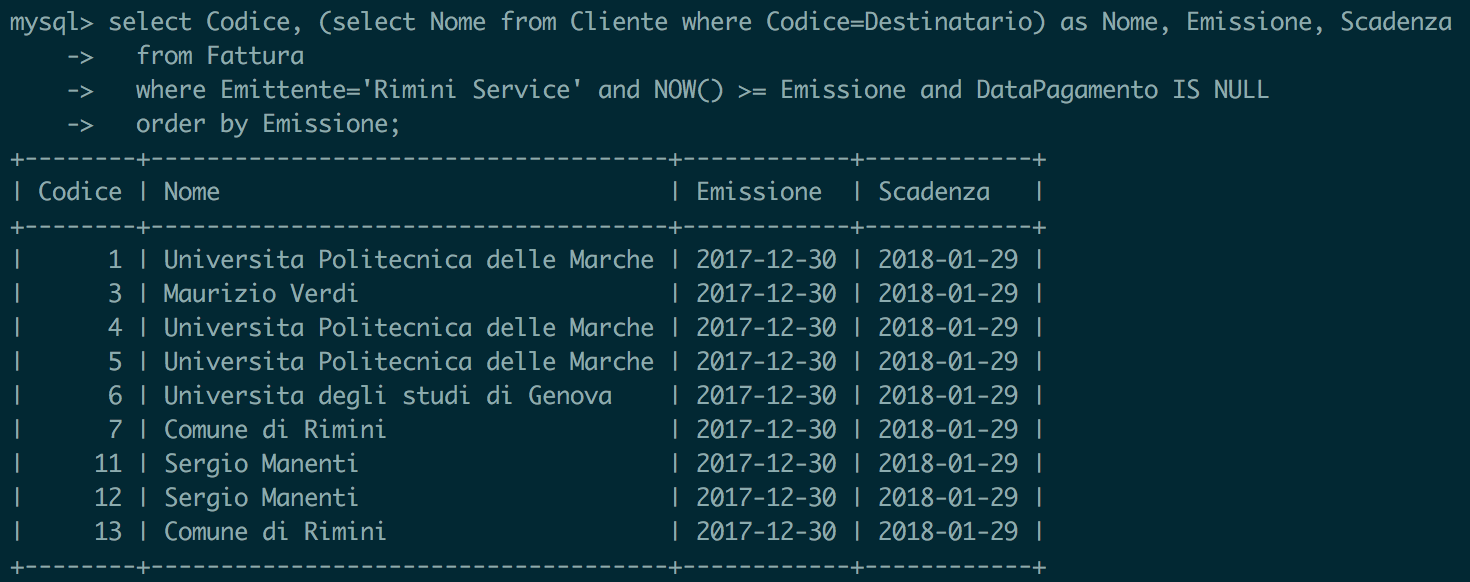 mysql> select Codice, (select Nome from Cliente where Codice=Destinatario) as Nome, Emissione, Scadenza
    ->   from Fattura
    ->   where Emittente='Rimini Service' and NOW() >= Emissione and DataPagamento IS NULL
    ->   order by Emissione;
+--------+-------------------------------------+------------+------------+
| Codice | Nome                                | Emissione  | Scadenza   |
+--------+-------------------------------------+------------+------------+
|      1 | Universita Politecnica delle Marche | 2017-12-30 | 2018-01-29 |
|      3 | Maurizio Verdi                      | 2017-12-30 | 2018-01-29 |
|      4 | Universita Politecnica delle Marche | 2017-12-30 | 2018-01-29 |
|      5 | Universita Politecnica delle Marche | 2017-12-30 | 2018-01-29 |
|      6 | Universita degli studi di Genova    | 2017-12-30 | 2018-01-29 |
|      7 | Comune di Rimini                    | 2017-12-30 | 2018-01-29 |
|     11 | Sergio Manenti                      | 2017-12-30 | 2018-01-29 |
|     12 | Sergio Manenti                      | 2017-12-30 | 2018-01-29 |
|     13 | Comune di Rimini                    | 2017-12-30 | 2018-01-29 |
+--------+-------------------------------------+------------+------------+